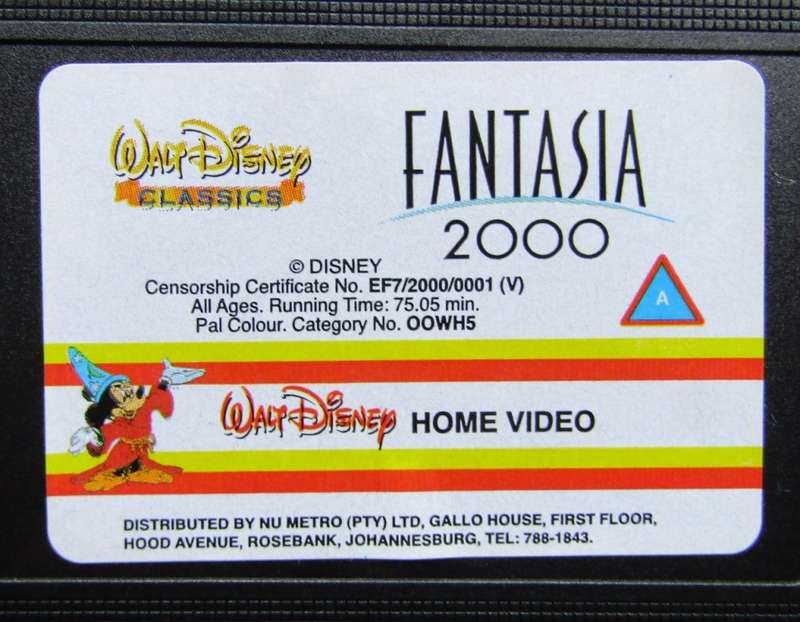 WALT DISNEY
CLASSICS
FANTASIA
2000
© DISNEY
Censorship Certificate No. EF7/2000/0001 (V)
All Ages. Running Time: 75.05 min.
Pal Colour. Category No. OOWH5
A
WALT DISNEY HOME VIDEO
DISTRIBUTED BY NU METRO (PTY) LTD, GALLO HOUSE, FIRST FLOOR,
HOOD AVENUE, ROSEBANK, JOHANNESBURG, TEL: 788-1843.